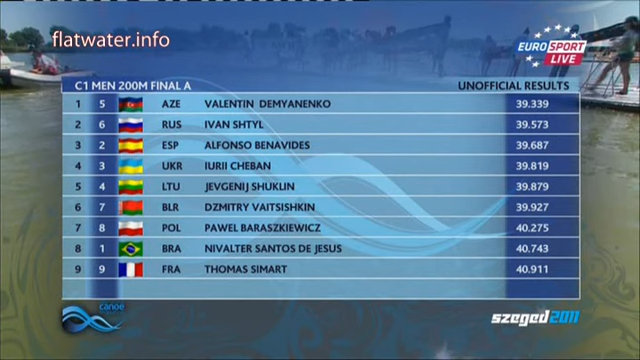 flatwater.info
EUROSPORT
LIVE
C1 MEN 200M FINAL A UNOFFICIAL RESULTS
1 5 AZE VALENTIN DEMYANENKO 39.339
2 6 RUS IVAN SHTYL 39.573
3 2 ESP ALFONSO BENAVIDES 39.687
4 3 UKR IURII CHEBAN 39.819
5 4 LTU JEVGENIJ SHUKLIN 39.879
6 7 BLR DZMITRY VAITSISHKIN 39.927
7 8 POL PAWEL BARASZKIEWICZ 40.275
8 1 BRA NIVALTER SANTOS DE JESUS 40.743
9 9 FRA THOMAS SIMART 40.911
canoe
szeged2011